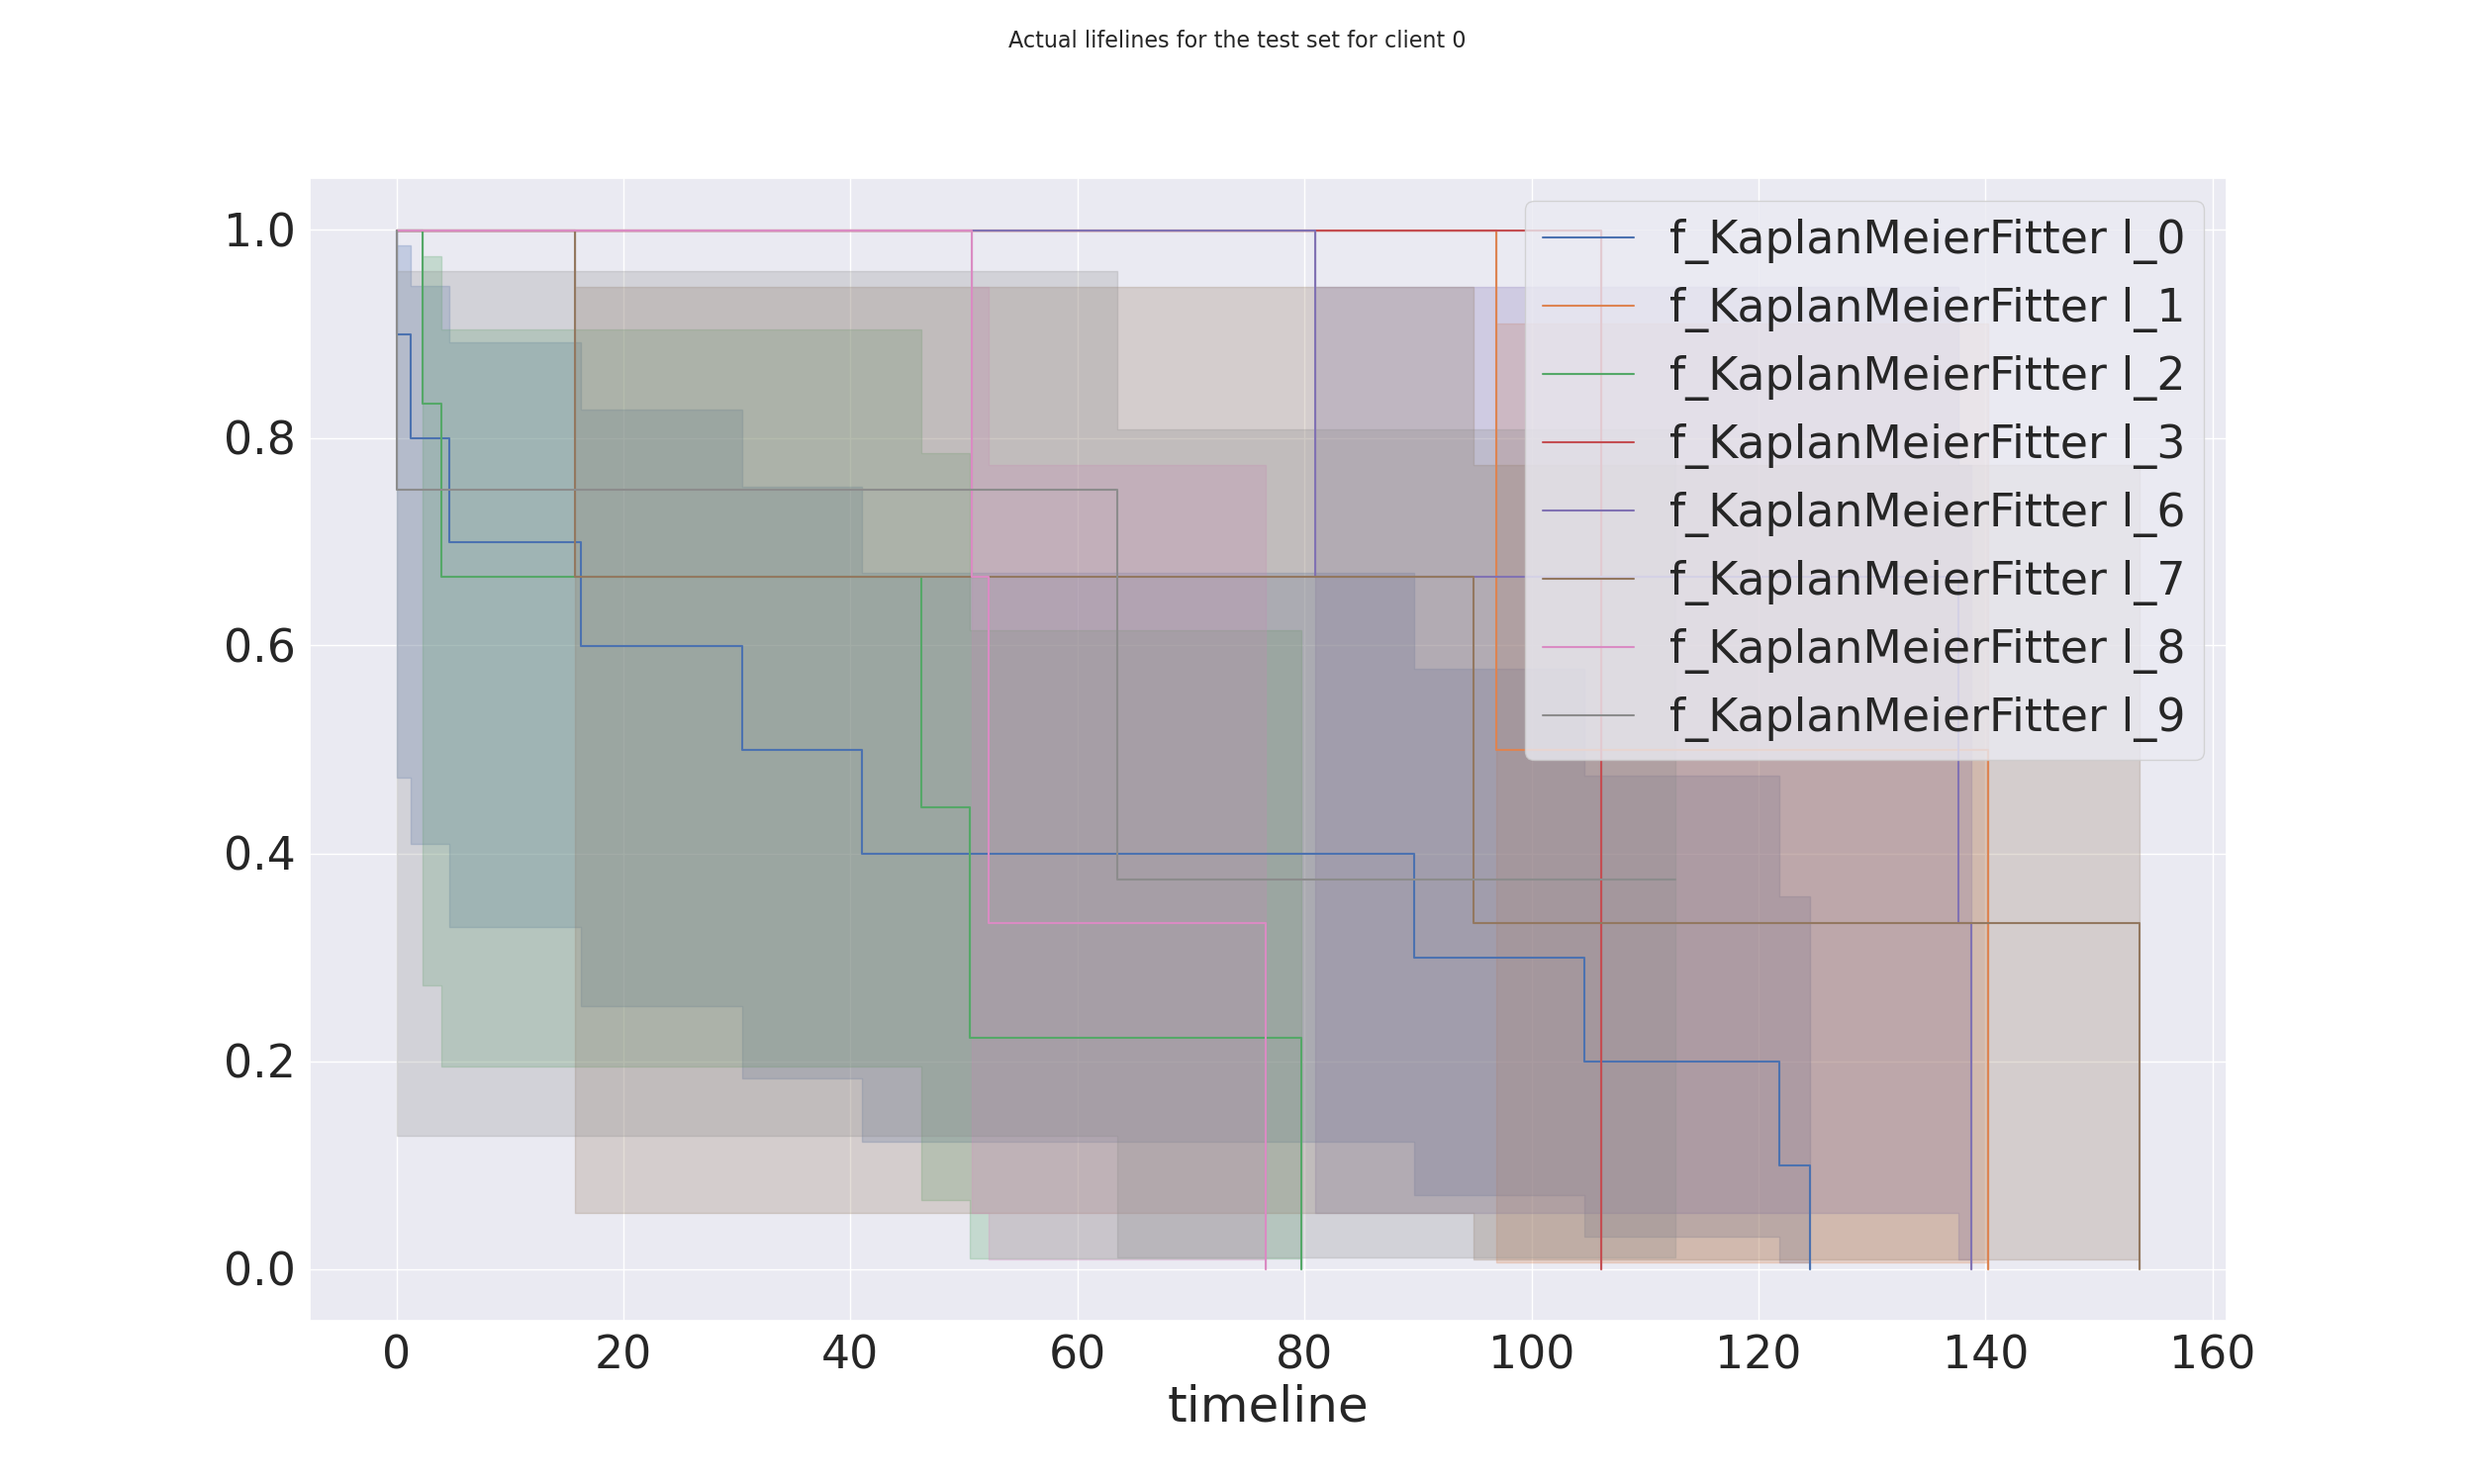 Actual lifelines for the test set for client 0
1.0
0.8
0.6
0.4
0.2
0.0
f_KaplanMeierFitter l_0
f_KaplanMeierFitter l_1
f_KaplanMeierFitter l_2
f_KaplanMeierFitter l_3
f_KaplanMeierFitter l_6
f_KaplanMeierFitter l_7
f_KaplanMeierFitter l_8
f_KaplanMeierFitter l_9
0 20 40 60 80 100 120 140 160
timeline